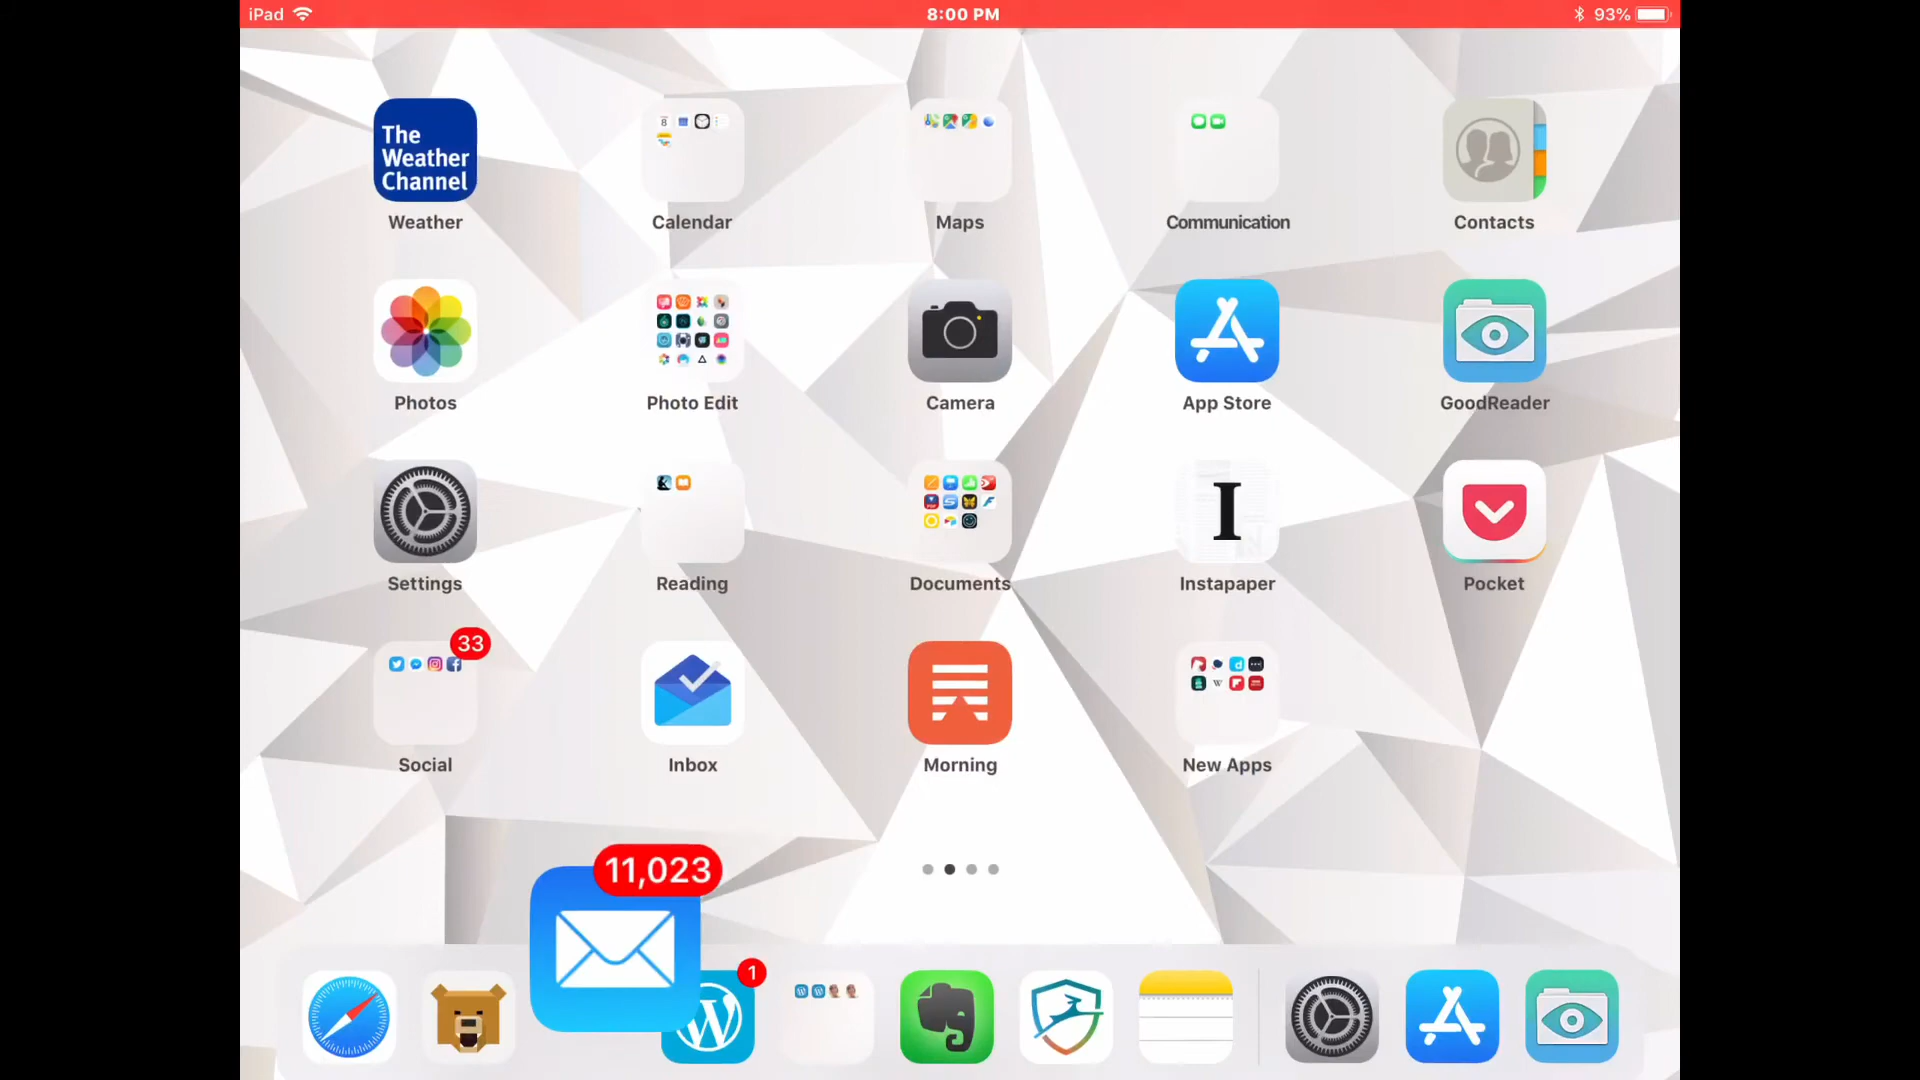 iPad 8:00 PM 93%
The
Weather
Channel
8
Weather Calendar Maps Communication Contacts
Photos Photo Edit Camera App Store GoodReader
I
Settings Reading Documents Instapaper Pocket
33
Social Inbox Morning New Apps
11,023
1